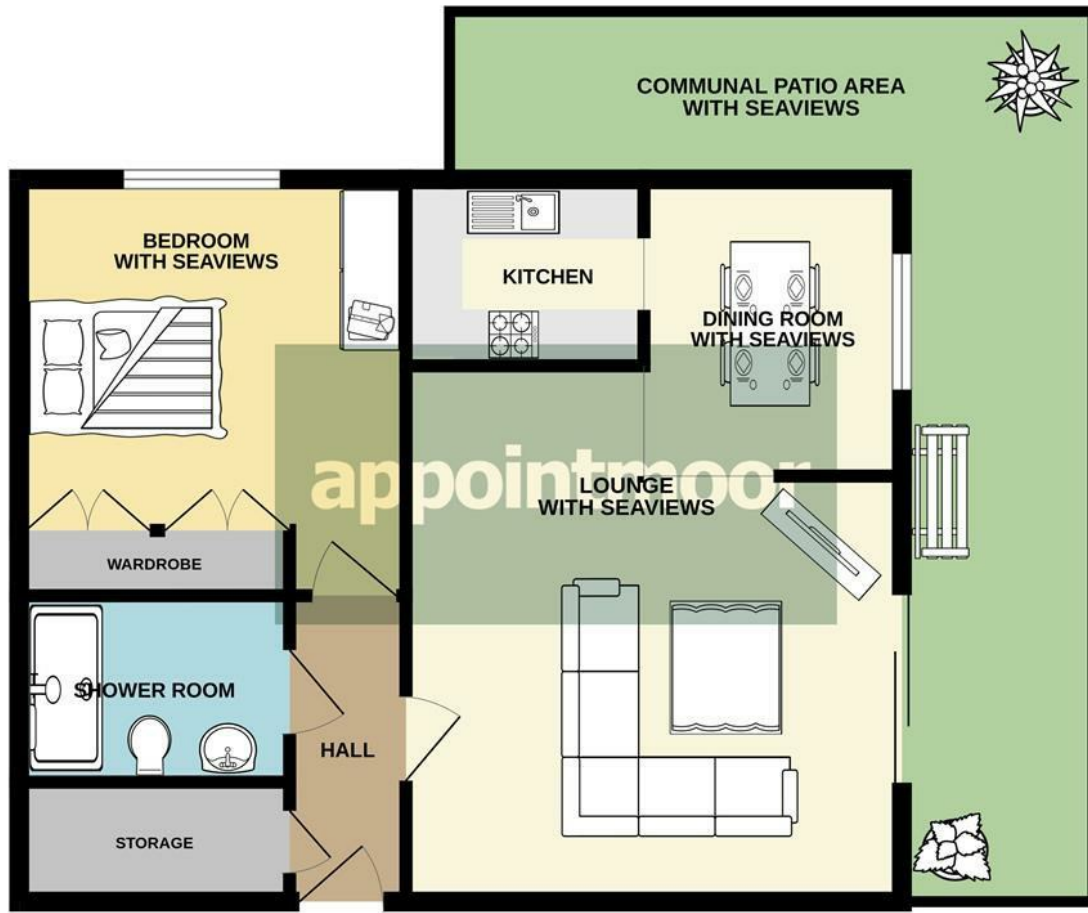 COMMUNAL PATIO AREA
WITH SEAVIEWS
BEDROOM
WITH SEAVIEWS
KITCHEN
DINING ROOM
WITH SEAVIEWS
appointmoor
LOUNGE
WITH SEAVIEWS
WARDROBE
SHOWER ROOM
HALL
STORAGE